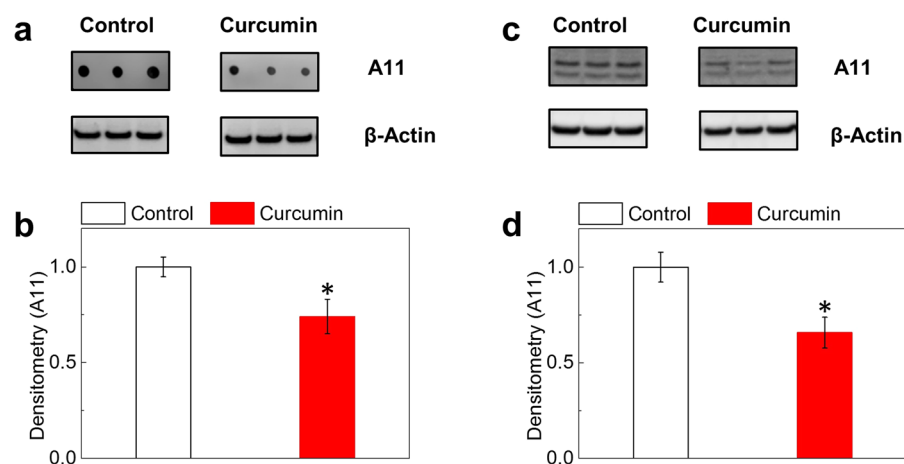 a
Control Curcumin
A11
β-Actin
b
Control Curcumin
Densitometry (A11)
1.0
0.5
0.0
*
c
Control Curcumin
A11
β-Actin
d
Control Curcumin
Densitometry (A11)
1.0
0.5
0.0
*